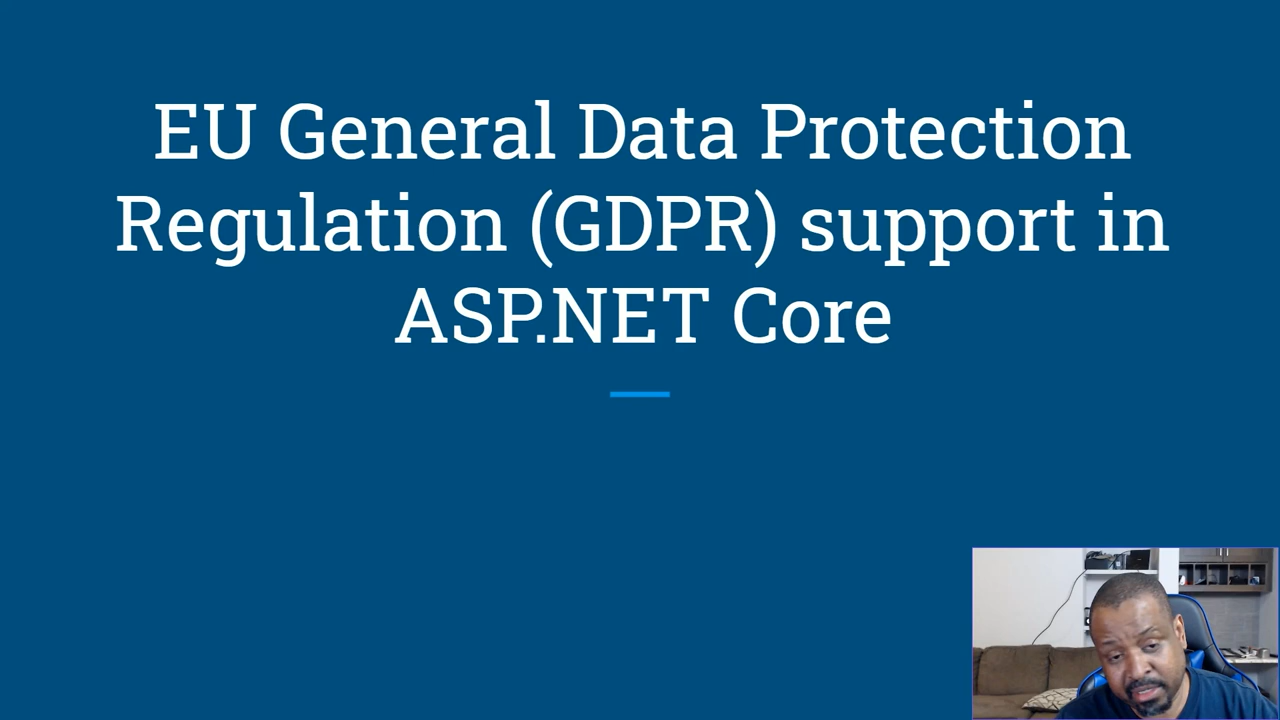 EU General Data Protection
Regulation (GDPR) support in
ASP.NET Core